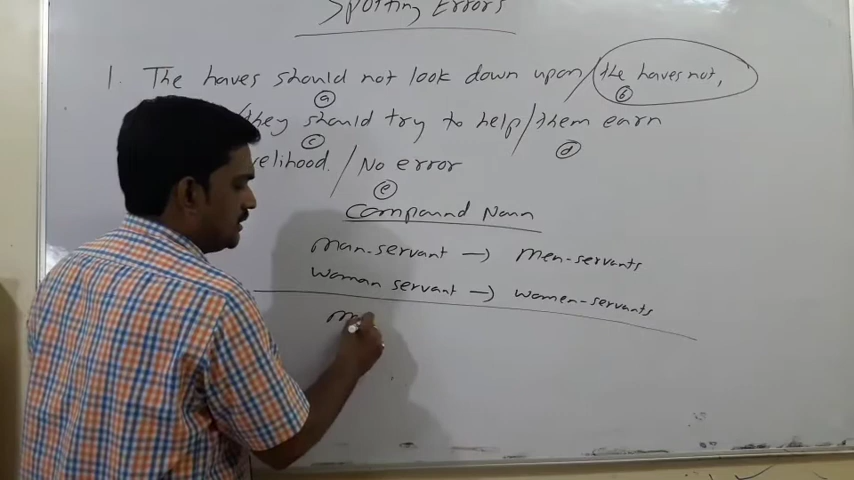 Spotting Errors
1. The haves should not look down upon / the haves not,
(a) (b)
/ they should try to help / them earn
(c) (d)
velihood. / No error
(e)
Compound Noun
man-servant → men-servants
woman servant → women-servants
m